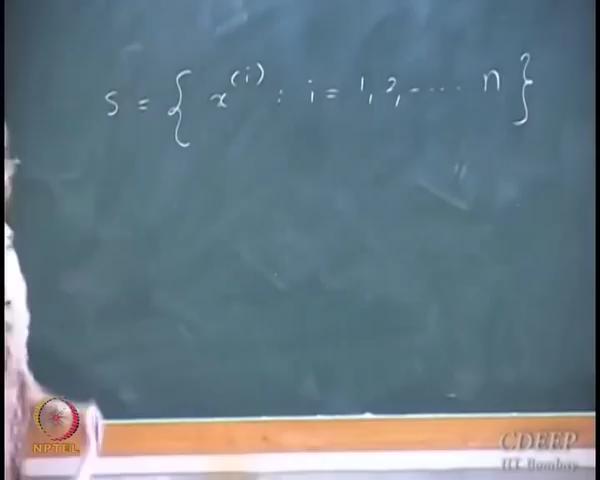 S = { x^(i) : i = 1, 2, ---- n }
NPTEL
CDEEP
IIT Bombay